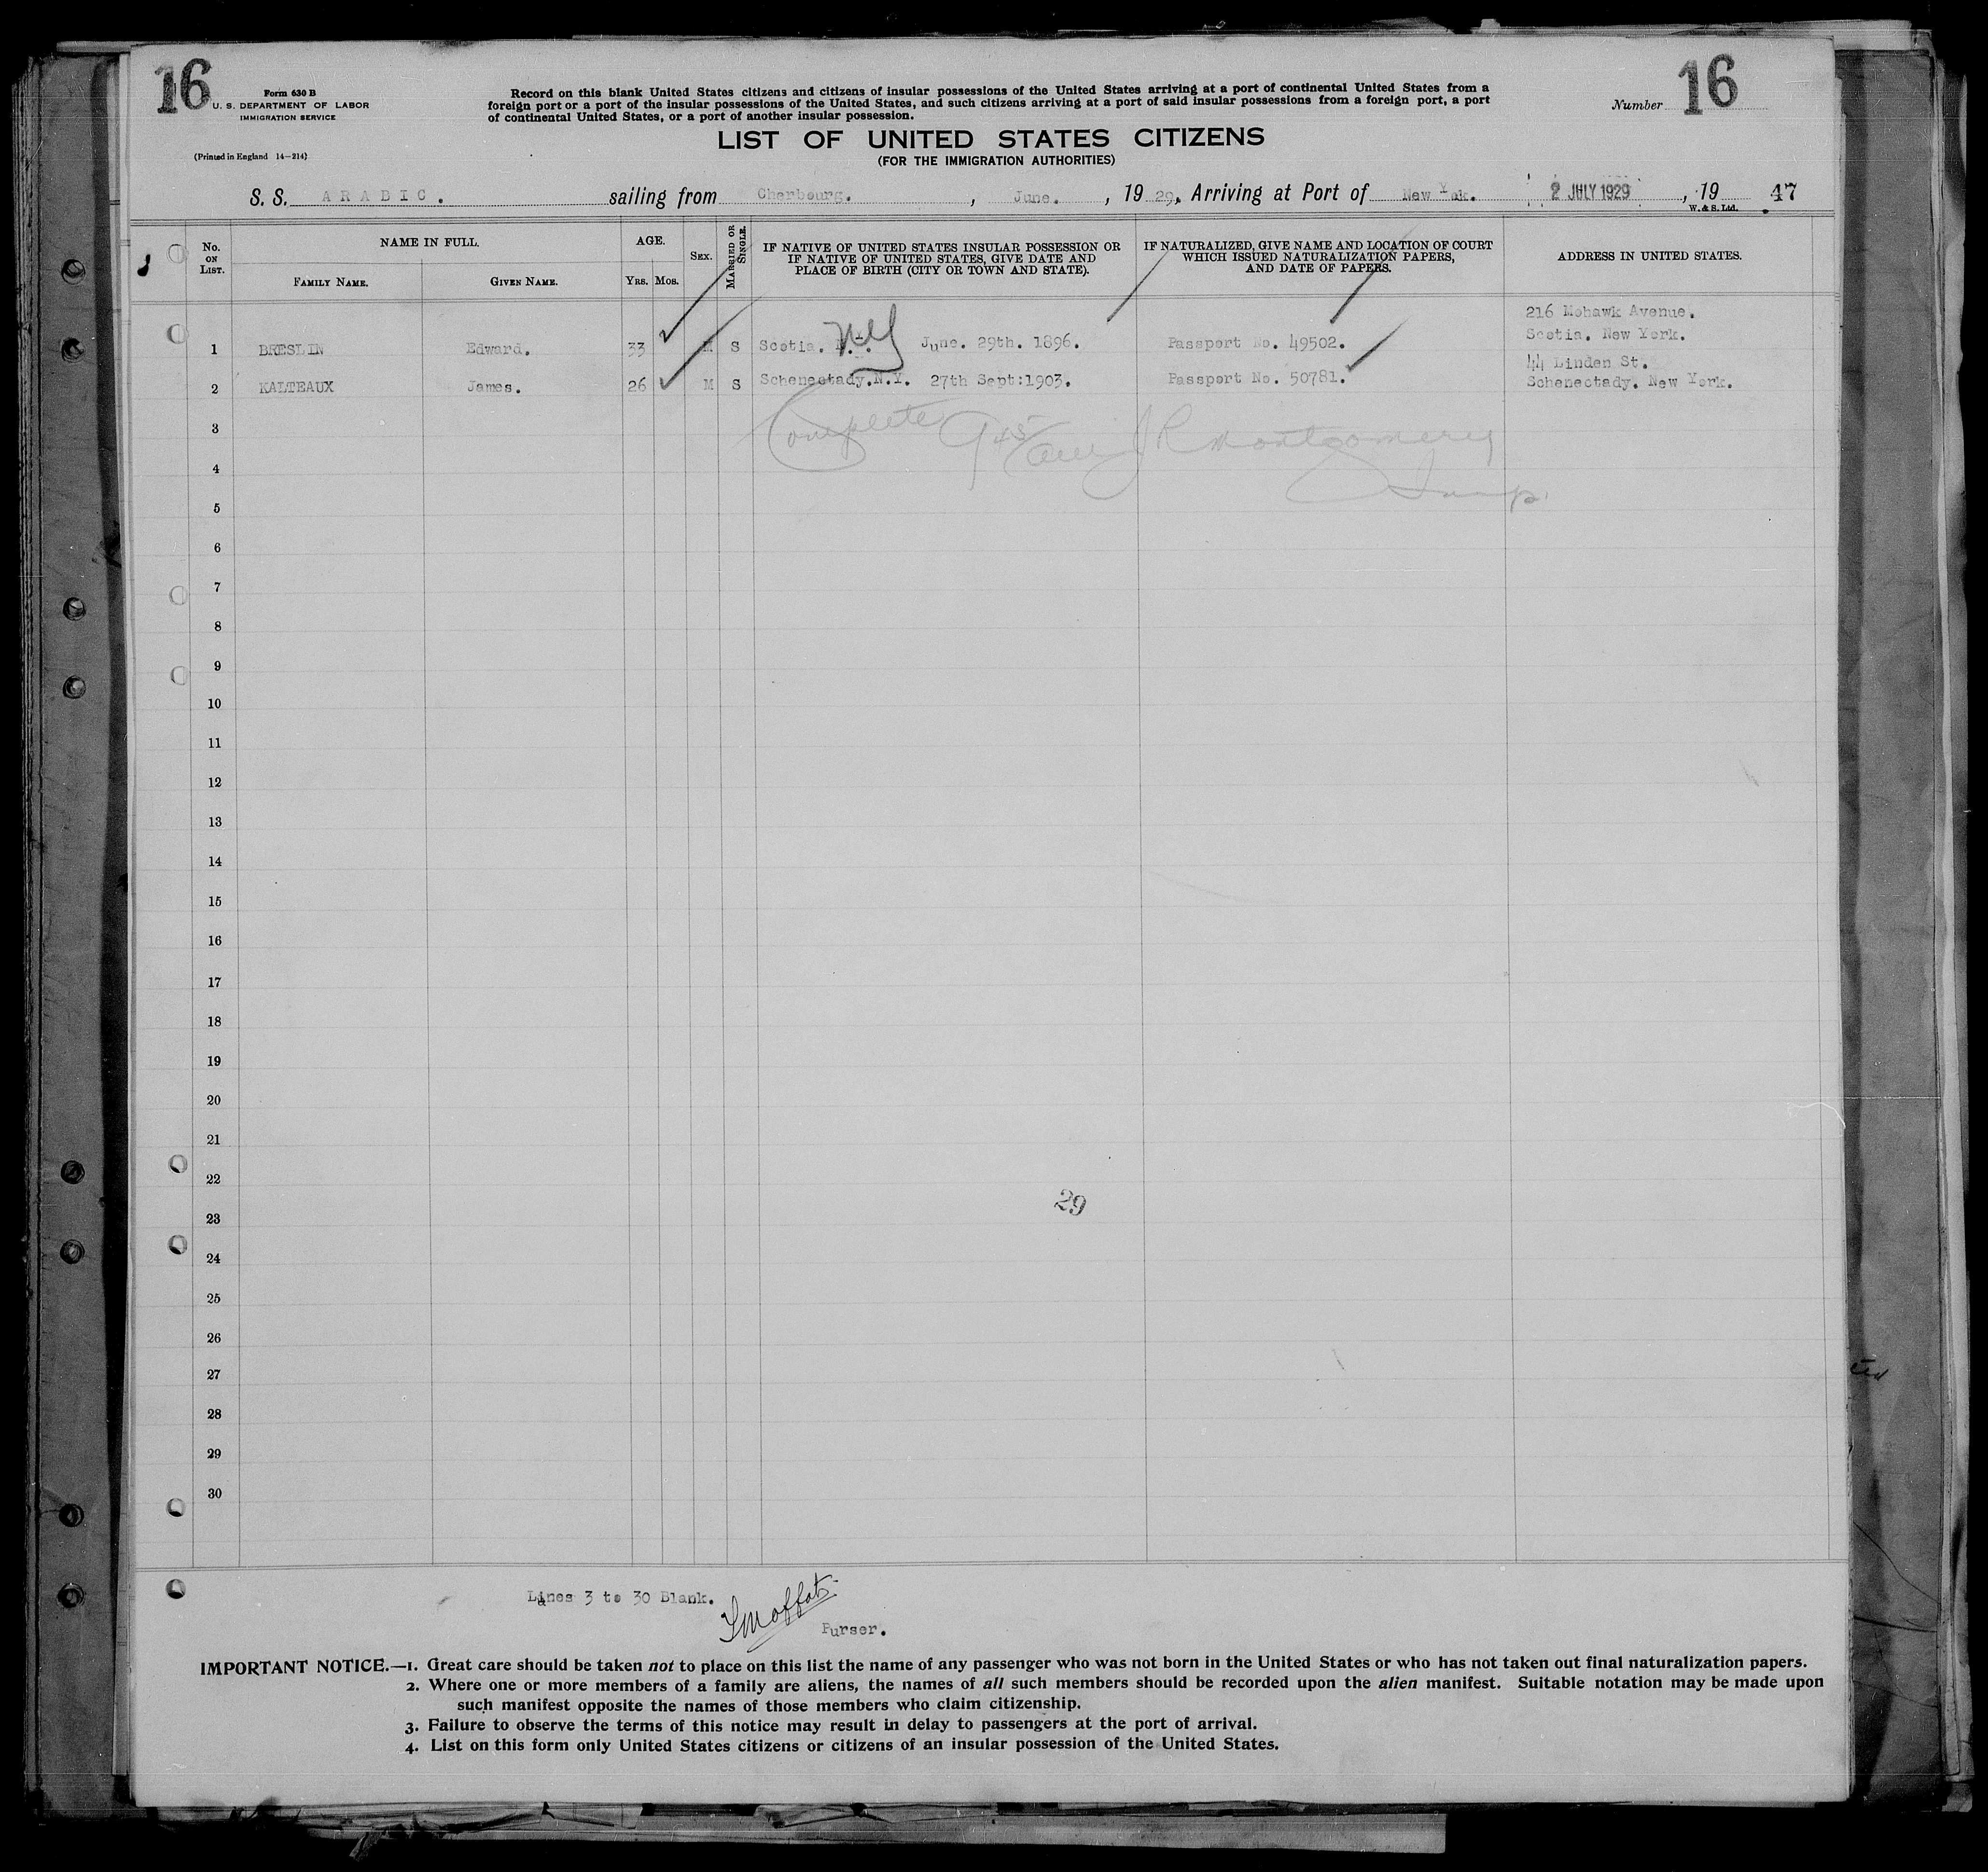 16
Form 630 B
U. S. DEPARTMENT OF LABOR
IMMIGRATION SERVICE
(Printed in England 14—214)
Record on this blank United States citizens and citizens of insular possessions of the United States arriving at a port of continental United States from a
foreign port or a port of the insular possessions of the United States, and such citizens arriving at a port of said insular possessions from a foreign port, a port
of continental United States, or a port of another insular possession.
Number 16
LIST OF UNITED STATES CITIZENS
(FOR THE IMMIGRATION AUTHORITIES)
S. S. ARABIC. sailing from Cherbourg. , June. , 19 29, Arriving at Port of New York. 2 JULY 1929 , 19 47
W. & S. Ltd.
No. ON LIST. NAME IN FULL. AGE. SEX. MARRIED OR SINGLE. IF NATIVE OF UNITED STATES INSULAR POSSESSION OR IF NATIVE OF UNITED STATES, GIVE DATE AND PLACE OF BIRTH (CITY OR TOWN AND STATE). IF NATURALIZED, GIVE NAME AND LOCATION OF COURT WHICH ISSUED NATURALIZATION PAPERS, AND DATE OF PAPERS. ADDRESS IN UNITED STATES.
FAMILY NAME. GIVEN NAME. YRS. MOS.
216 Mohawk Avenue.
1 BRESLIN Edward. 33 M S Scotia. N.Y. NY June. 29th. 1896. Passport No. 49502. Scotia. New York.
44 Linden St.
2 KALTEAUX James. 26 M S Schenectady.N.Y. 27th Sept:1903. Passport No. 50781. Schenectady. New York.
3 Complete 945 J R Montgomery
4
Insp.
5
6
7
8
9
10
11
12
13
14
15
16
17
18
19
20
21
22
29
23
24
25
26
27
28
29
30
Lines 3 to 30 Blank.
Moffat
Purser.
IMPORTANT NOTICE.—1. Great care should be taken not to place on this list the name of any passenger who was not born in the United States or who has not taken out final naturalization papers.
2. Where one or more members of a family are aliens, the names of all such members should be recorded upon the alien manifest. Suitable notation may be made upon
such manifest opposite the names of those members who claim citizenship.
3. Failure to observe the terms of this notice may result in delay to passengers at the port of arrival.
4. List on this form only United States citizens or citizens of an insular possession of the United States.